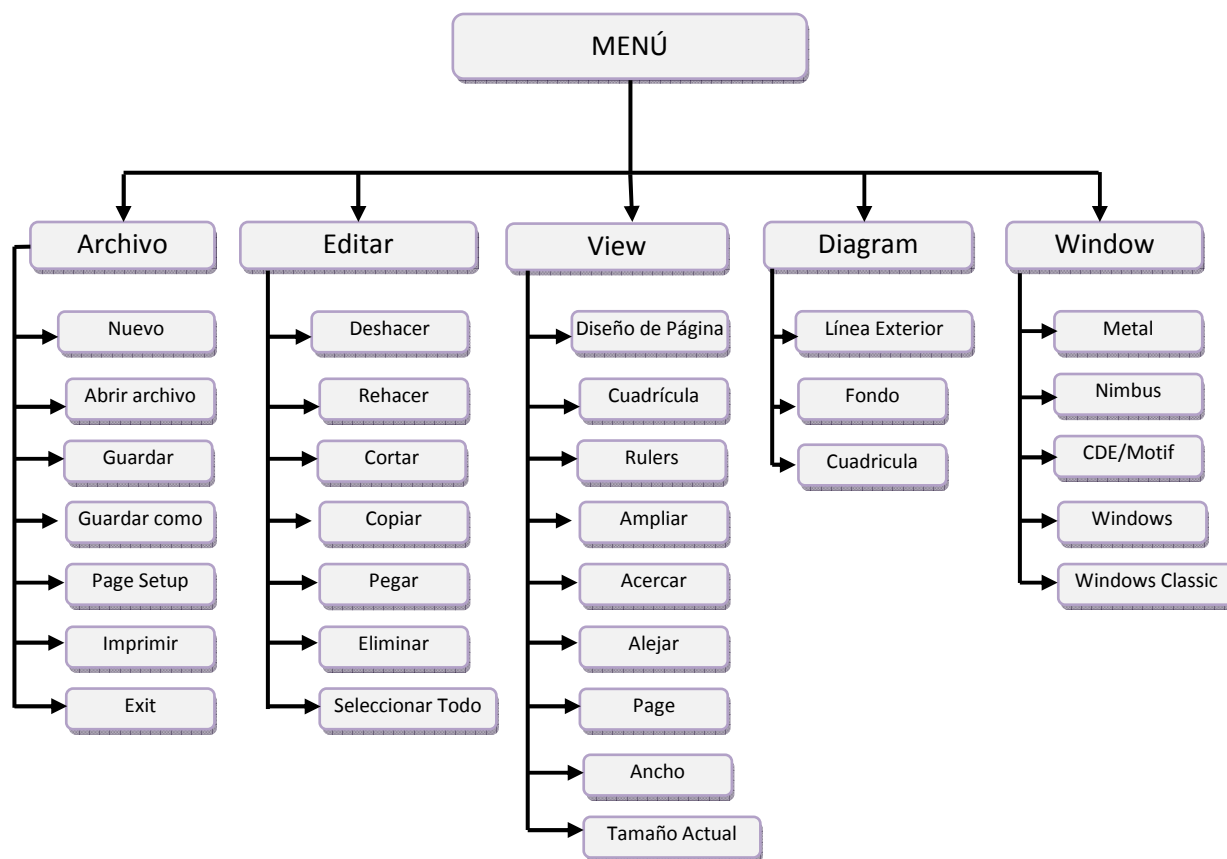 MENÚ
Archivo
Nuevo
Abrir archivo
Guardar
Guardar como
Page Setup
Imprimir
Exit
Editar
Deshacer
Rehacer
Cortar
Copiar
Pegar
Eliminar
Seleccionar Todo
View
Diseño de Página
Cuadrícula
Rulers
Ampliar
Acercar
Alejar
Page
Ancho
Tamaño Actual
Diagram
Línea Exterior
Fondo
Cuadricula
Window
Metal
Nimbus
CDE/Motif
Windows
Windows Classic